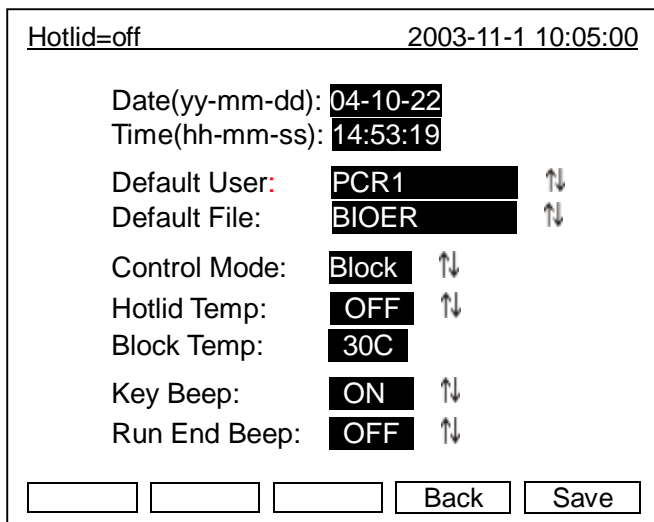 Hotlid=off 2003-11-1 10:05:00
Date(yy-mm-dd): 04-10-22
Time(hh-mm-ss): 14:53:19
Default User: PCR1
Default File: BIOER
Control Mode: Block
Hotlid Temp: OFF
Block Temp: 30C
Key Beep: ON
Run End Beep: OFF
Back Save